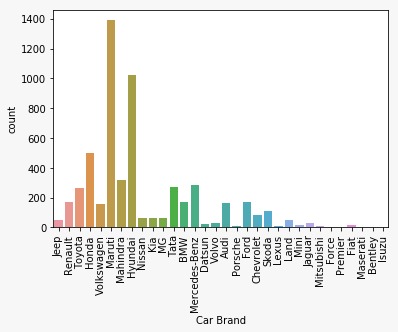 1400
1200
1000
800
600
400
200
0
count
Jeep
Renault
Toyota
Honda
Volkswagen
Maruti
Mahindra
Hyundai
Nissan
Kia
MG
Tata
BMW
Mercedes-Benz
Datsun
Volvo
Audi
Porsche
Ford
Chevrolet
Skoda
Lexus
Land
Mini
Jaguar
Mitsubishi
Force
Premier
Fiat
Maserati
Bentley
Isuzu
Car Brand